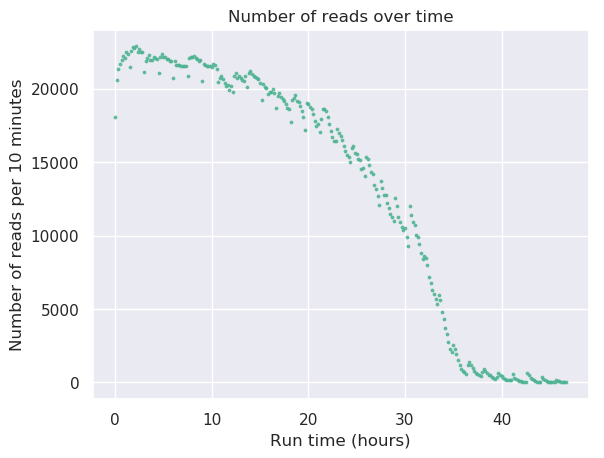 Number of reads over time
Number of reads per 10 minutes
20000
15000
10000
5000
0
0 10 20 30 40
Run time (hours)